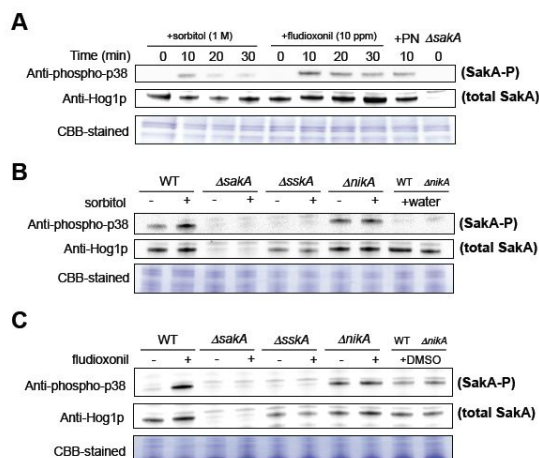 A
+sorbitol (1 M) +fludioxonil (10 ppm) +PN ΔsakA
Time (min) 0 10 20 30 0 10 20 30 10 0
Anti-phospho-p38 (SakA-P)
Anti-Hog1p (total SakA)
CBB-stained
B
WT ΔsakA ΔsskA ΔnikA WT ΔnikA
sorbitol - + - + - + - + +water
Anti-phospho-p38 (SakA-P)
Anti-Hog1p (total SakA)
CBB-stained
C
WT ΔsakA ΔsskA ΔnikA WT ΔnikA
fludioxonil - + - + - + - + +DMSO
Anti-phospho-p38 (SakA-P)
Anti-Hog1p (total SakA)
CBB-stained